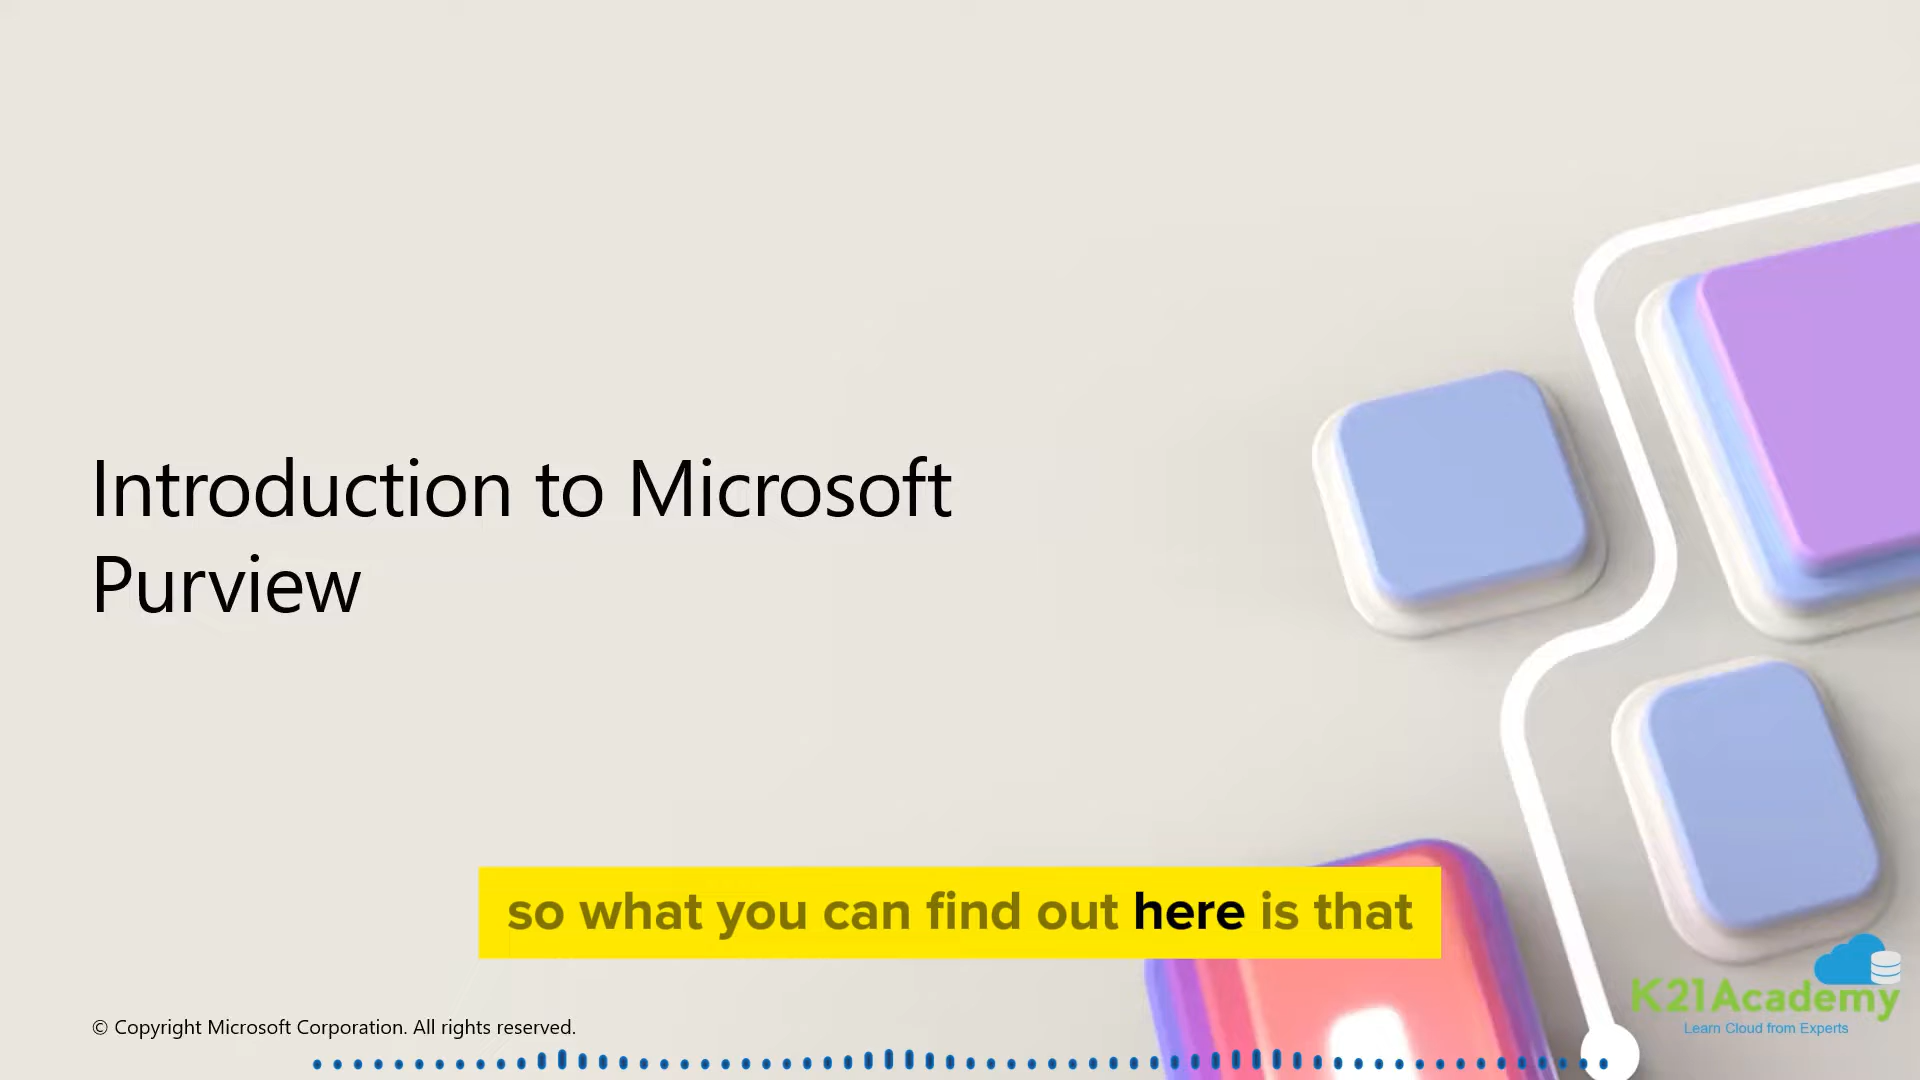 Introduction to Microsoft
Purview
so what you can find out here is that
K21Academy
Learn Cloud from Experts
© Copyright Microsoft Corporation. All rights reserved.